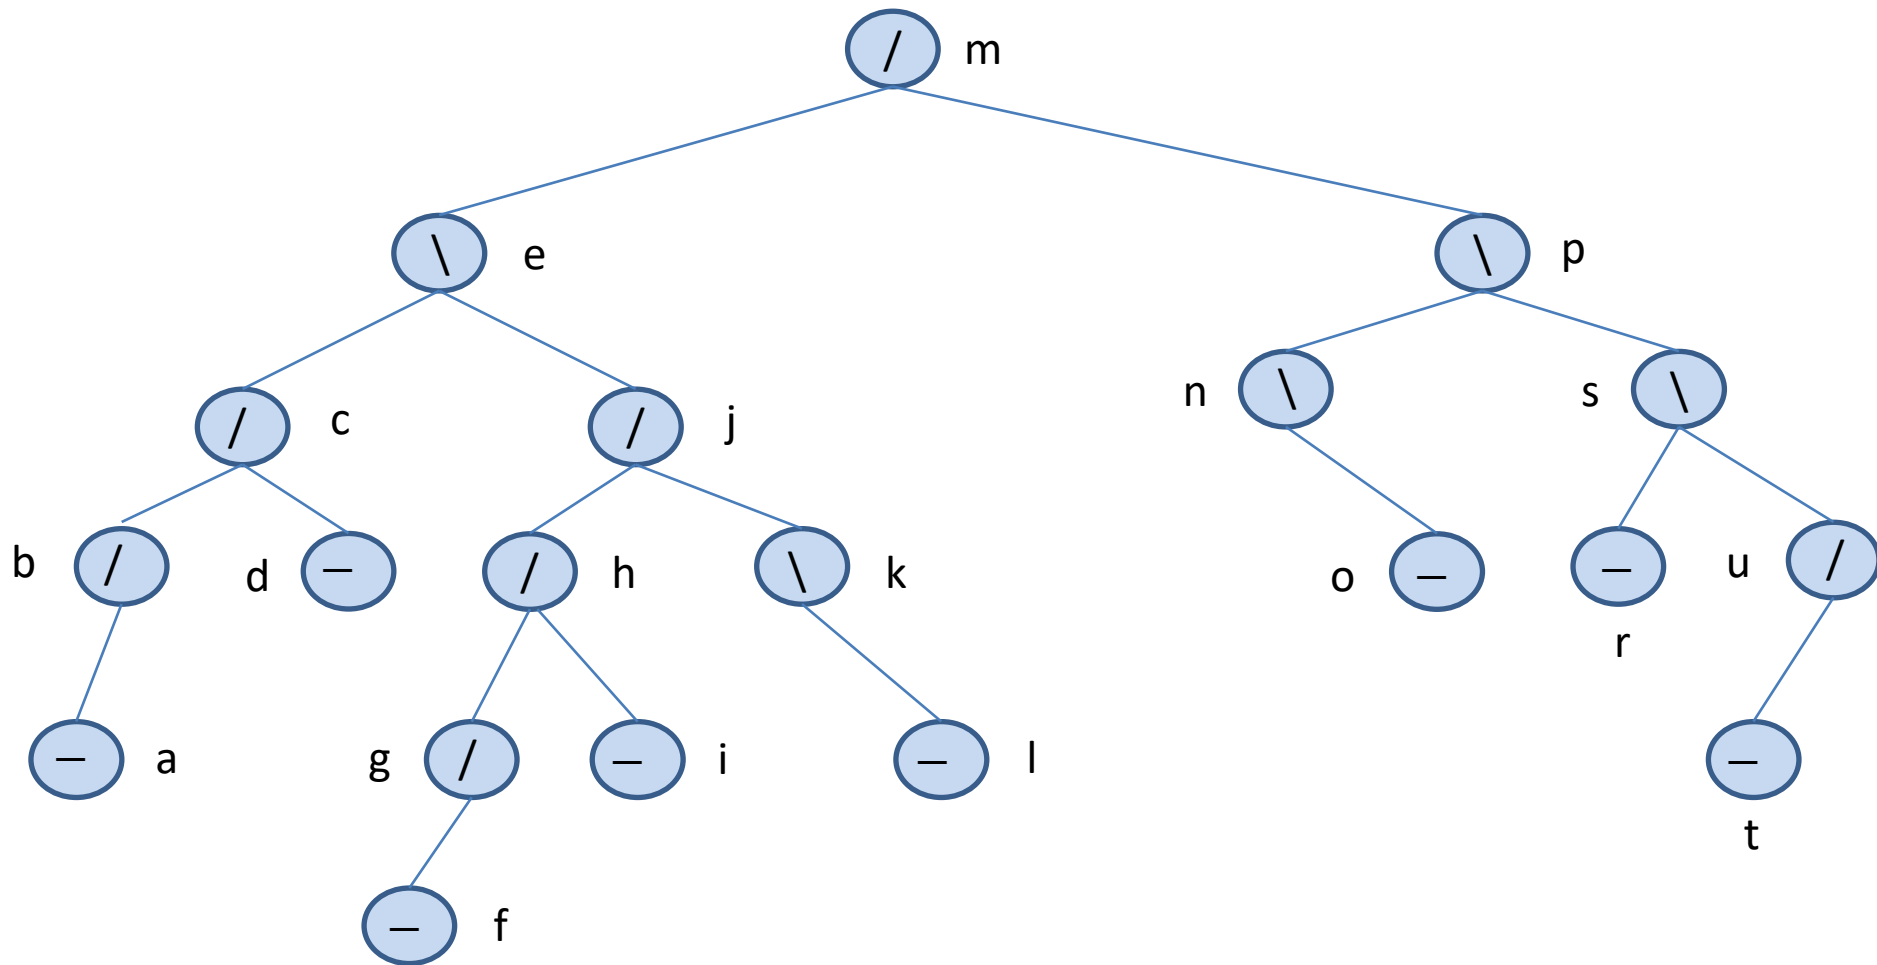 / m
\ e
\ p
/ c
/ j
n \
s \
b /
d –
/ h
\ k
o –
–
u /
r
– a
g /
– i
– l
–
t
– f